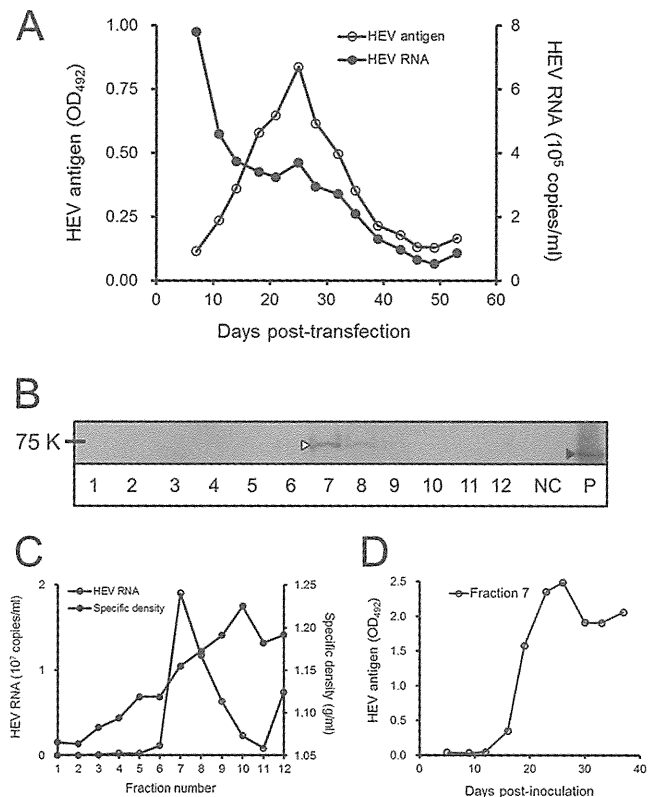 A
HEV antigen (OD492)
1.00
0.75
0.50
0.25
0.00
HEV antigen
HEV RNA
8
6
4
2
0
HEV RNA (10⁵ copies/ml)
0 10 20 30 40 50 60
Days post-transfection
B
75 K
1 2 3 4 5 6 7 8 9 10 11 12 NC P
C
HEV RNA (10⁷ copies/ml)
2
1
0
HEV RNA
Specific density
1.25
1.20
1.15
1.10
1.05
Specific density (g/ml)
1 2 3 4 5 6 7 8 9 10 11 12
Fraction number
D
HEV antigen (OD492)
2.5
2.0
1.5
1.0
0.5
0.0
Fraction 7
0 10 20 30 40
Days post-inoculation